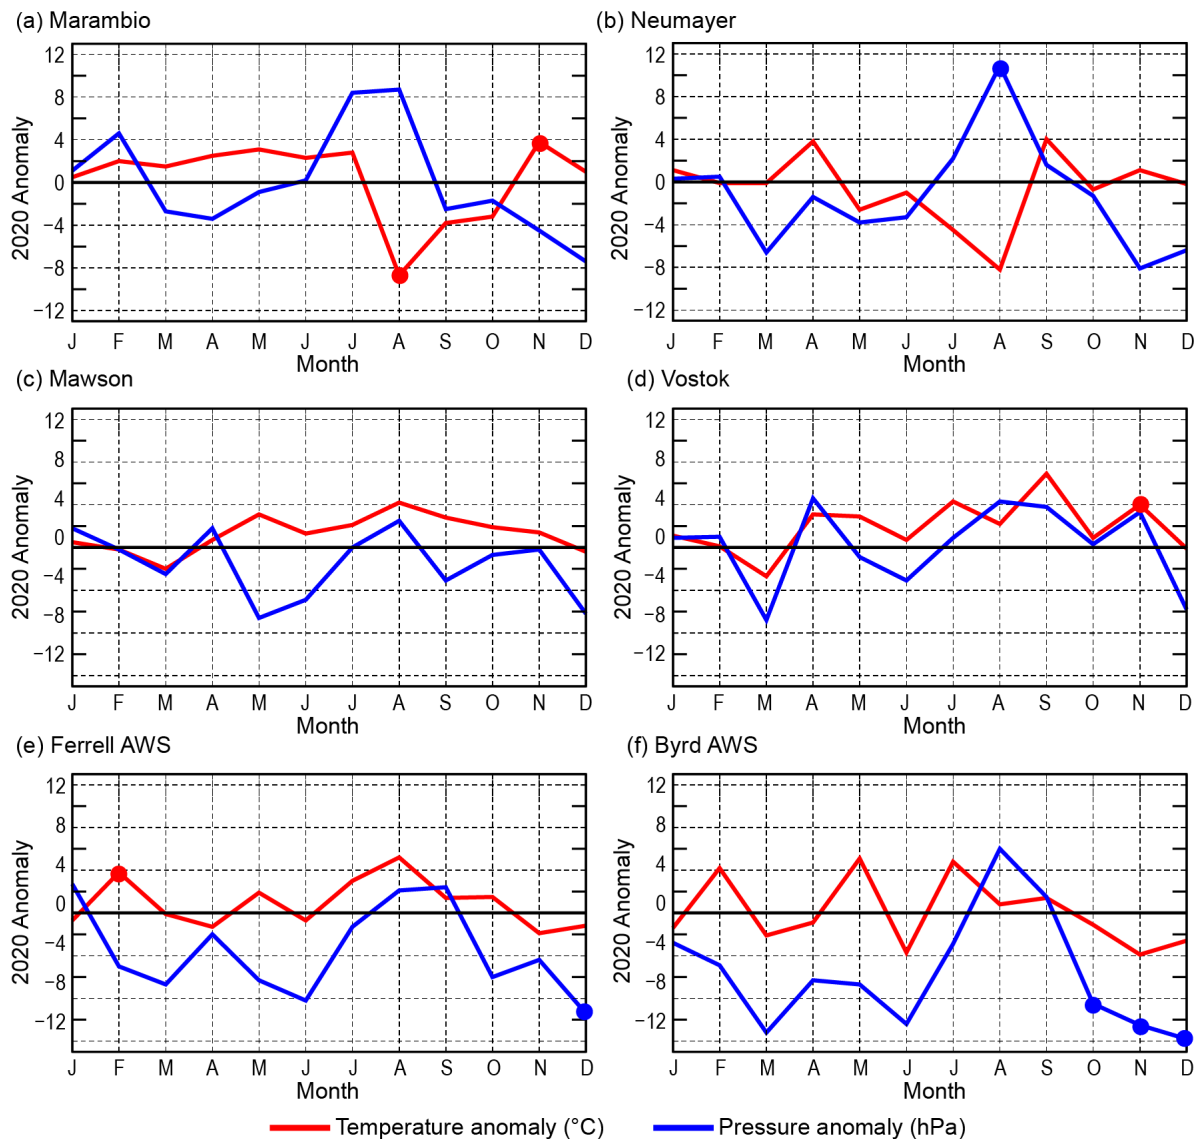 (a) Marambio
(b) Neumayer
12
8
4
0
−4
−8
−12
2020 Anomaly
J F M A M J J A S O N D
Month
12
8
4
0
−4
−8
−12
2020 Anomaly
J F M A M J J A S O N D
Month
(c) Mawson
(d) Vostok
12
8
4
0
−4
−8
−12
2020 Anomaly
J F M A M J J A S O N D
Month
12
8
4
0
−4
−8
−12
2020 Anomaly
J F M A M J J A S O N D
Month
(e) Ferrell AWS
(f) Byrd AWS
12
8
4
0
−4
−8
−12
2020 Anomaly
J F M A M J J A S O N D
Month
12
8
4
0
−4
−8
−12
2020 Anomaly
J F M A M J J A S O N D
Month
Temperature anomaly (°C)
Pressure anomaly (hPa)